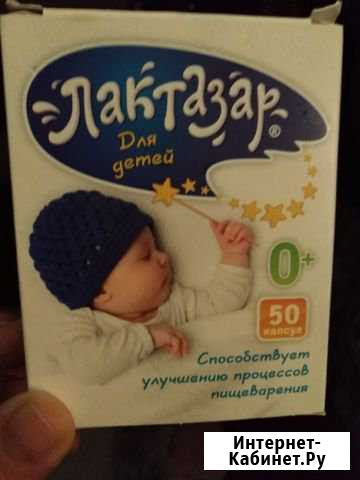 Лактазар®
Для
детей
0+
50
капсул
Способствует
улучшению процессов
пищеварения
Интернет-
Кабинет.Ру